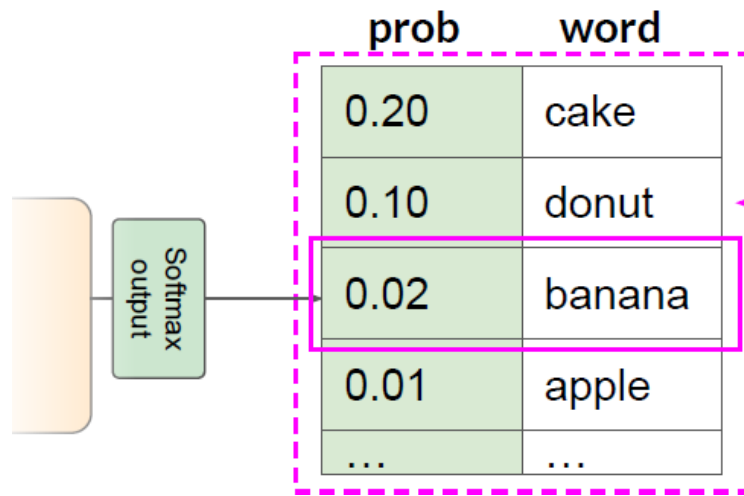 prob word
Softmax
output
0.20 cake
0.10 donut
0.02 banana
0.01 apple
... ...